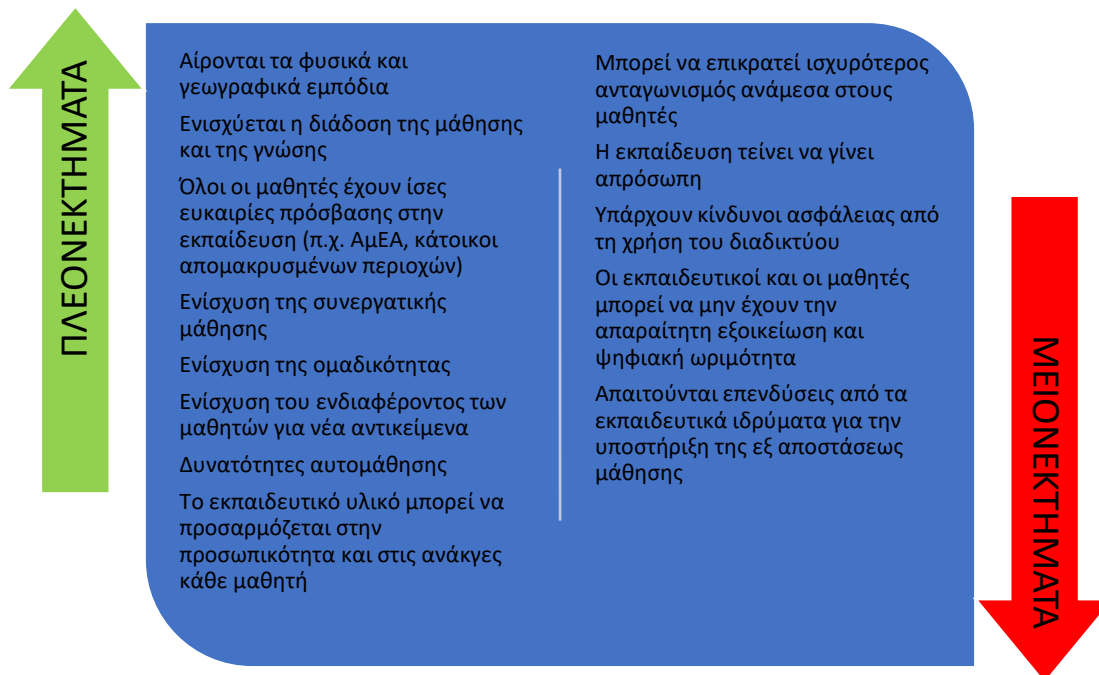 ΠΛΕΟΝΕΚΤΗΜΑΤΑ
Αίρονται τα φυσικά και
γεωγραφικά εμπόδια
Ενισχύεται η διάδοση της μάθησης
και της γνώσης
Όλοι οι μαθητές έχουν ίσες
ευκαιρίες πρόσβασης στην
εκπαίδευση (π.χ. ΑμΕΑ, κάτοικοι
απομακρυσμένων περιοχών)
Ενίσχυση της συνεργατικής
μάθησης
Ενίσχυση της ομαδικότητας
Ενίσχυση του ενδιαφέροντος των
μαθητών για νέα αντικείμενα
Δυνατότητες αυτομάθησης
Το εκπαιδευτικό υλικό μπορεί να
προσαρμόζεται στην
προσωπικότητα και στις ανάκγες
κάθε μαθητή
Μπορεί να επικρατεί ισχυρότερος
ανταγωνισμός ανάμεσα στους
μαθητές
Η εκπαίδευση τείνει να γίνει
απρόσωπη
Υπάρχουν κίνδυνοι ασφάλειας από
τη χρήση του διαδικτύου
Οι εκπαιδευτικοί και οι μαθητές
μπορεί να μην έχουν την
απαραίτητη εξοικείωση και
ψηφιακή ωριμότητα
Απαιτούνται επενδύσεις από τα
εκπαιδευτικά ιδρύματα για την
υποστήριξη της εξ αποστάσεως
μάθησης
ΜΕΙΟΝΕΚΤΗΜΑΤΑ